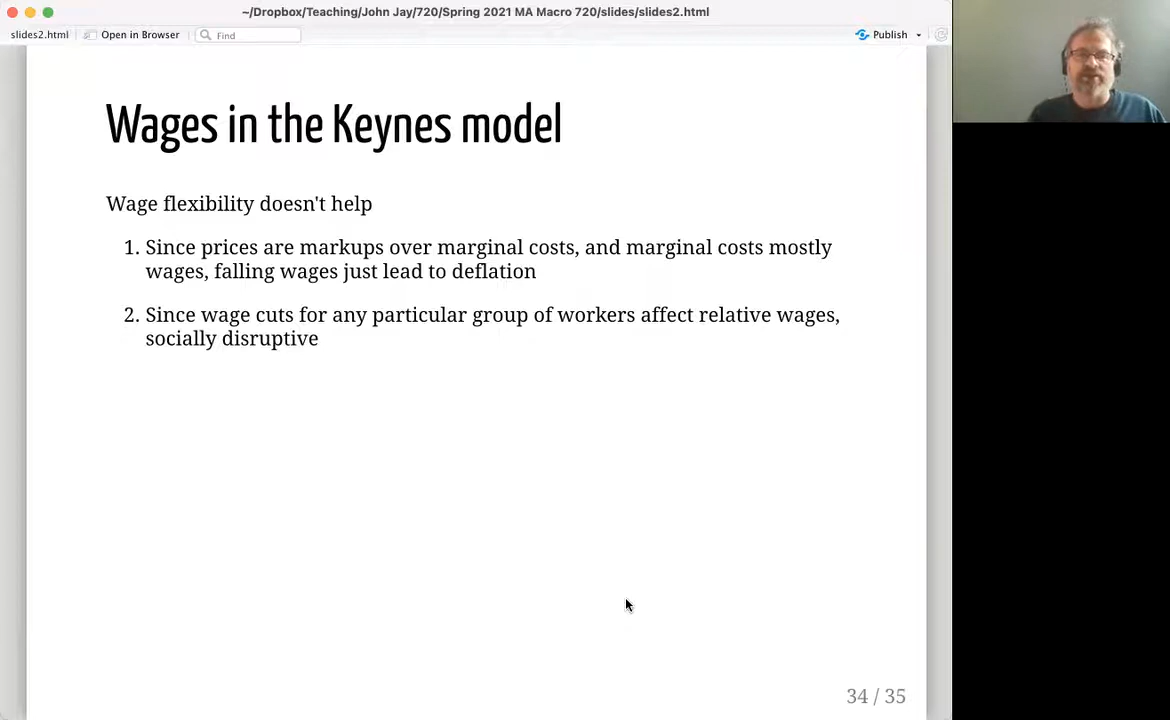 ~/Dropbox/Teaching/John Jay/720/Spring 2021 MA Macro 720/slides/slides2.html
slides2.html Open in Browser Find Publish
Wages in the Keynes model
Wage flexibility doesn't help
1. Since prices are markups over marginal costs, and marginal costs mostly
wages, falling wages just lead to deflation
2. Since wage cuts for any particular group of workers affect relative wages,
socially disruptive
34 / 35